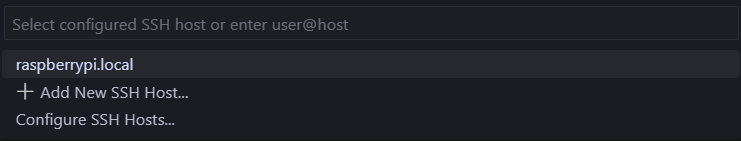 Select configured SSH host or enter user@host
raspberrypi.local
+ Add New SSH Host...
Configure SSH Hosts...